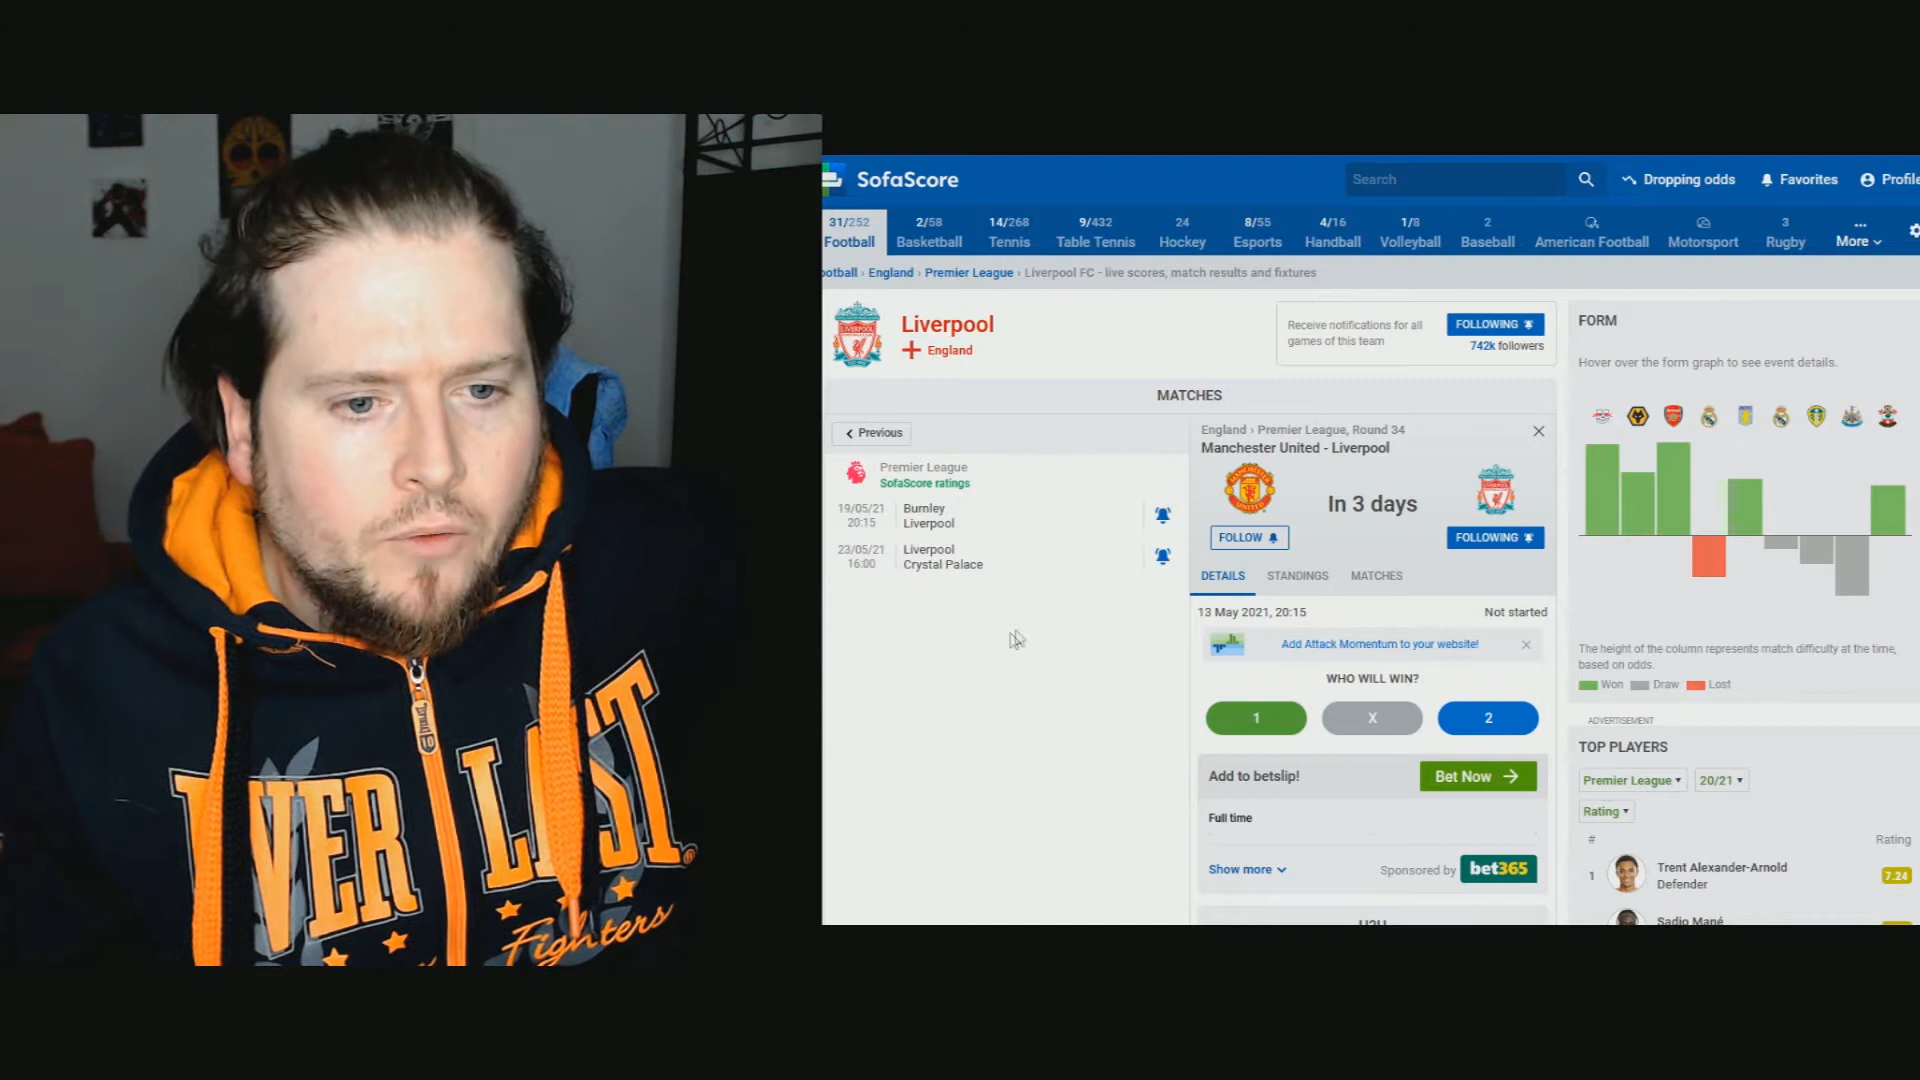 SofaScore
Search
Dropping odds
Favorites
Profile
31/252
Football
2/58
Basketball
14/268
Tennis
9/432
Table Tennis
24
Hockey
8/55
Esports
4/16
Handball
1/8
Volleyball
2
Baseball
American Football
Motorsport
3
Rugby
... More
ootball › England › Premier League › Liverpool FC - live scores, match results and fixtures
Liverpool
England
Receive notifications for all
games of this team
FOLLOWING
742k followers
MATCHES
Previous
Premier League
SofaScore ratings
19/05/21
20:15
Burnley
Liverpool
23/05/21
16:00
Liverpool
Crystal Palace
England › Premier League, Round 34
Manchester United - Liverpool
In 3 days
FOLLOW
FOLLOWING
DETAILS
STANDINGS
MATCHES
13 May 2021, 20:15
Not started
Add Attack Momentum to your website!
WHO WILL WIN?
1
X
2
Add to betslip!
Bet Now
Full time
Show more
Sponsored by bet365
H2H
FORM
Hover over the form graph to see event details.
The height of the column represents match difficulty at the time,
based on odds.
Won
Draw
Lost
ADVERTISEMENT
TOP PLAYERS
Premier League
20/21
Rating
#
Rating
1
Trent Alexander-Arnold
Defender
7.24
Sadio Mané
VER LAST
Fighters